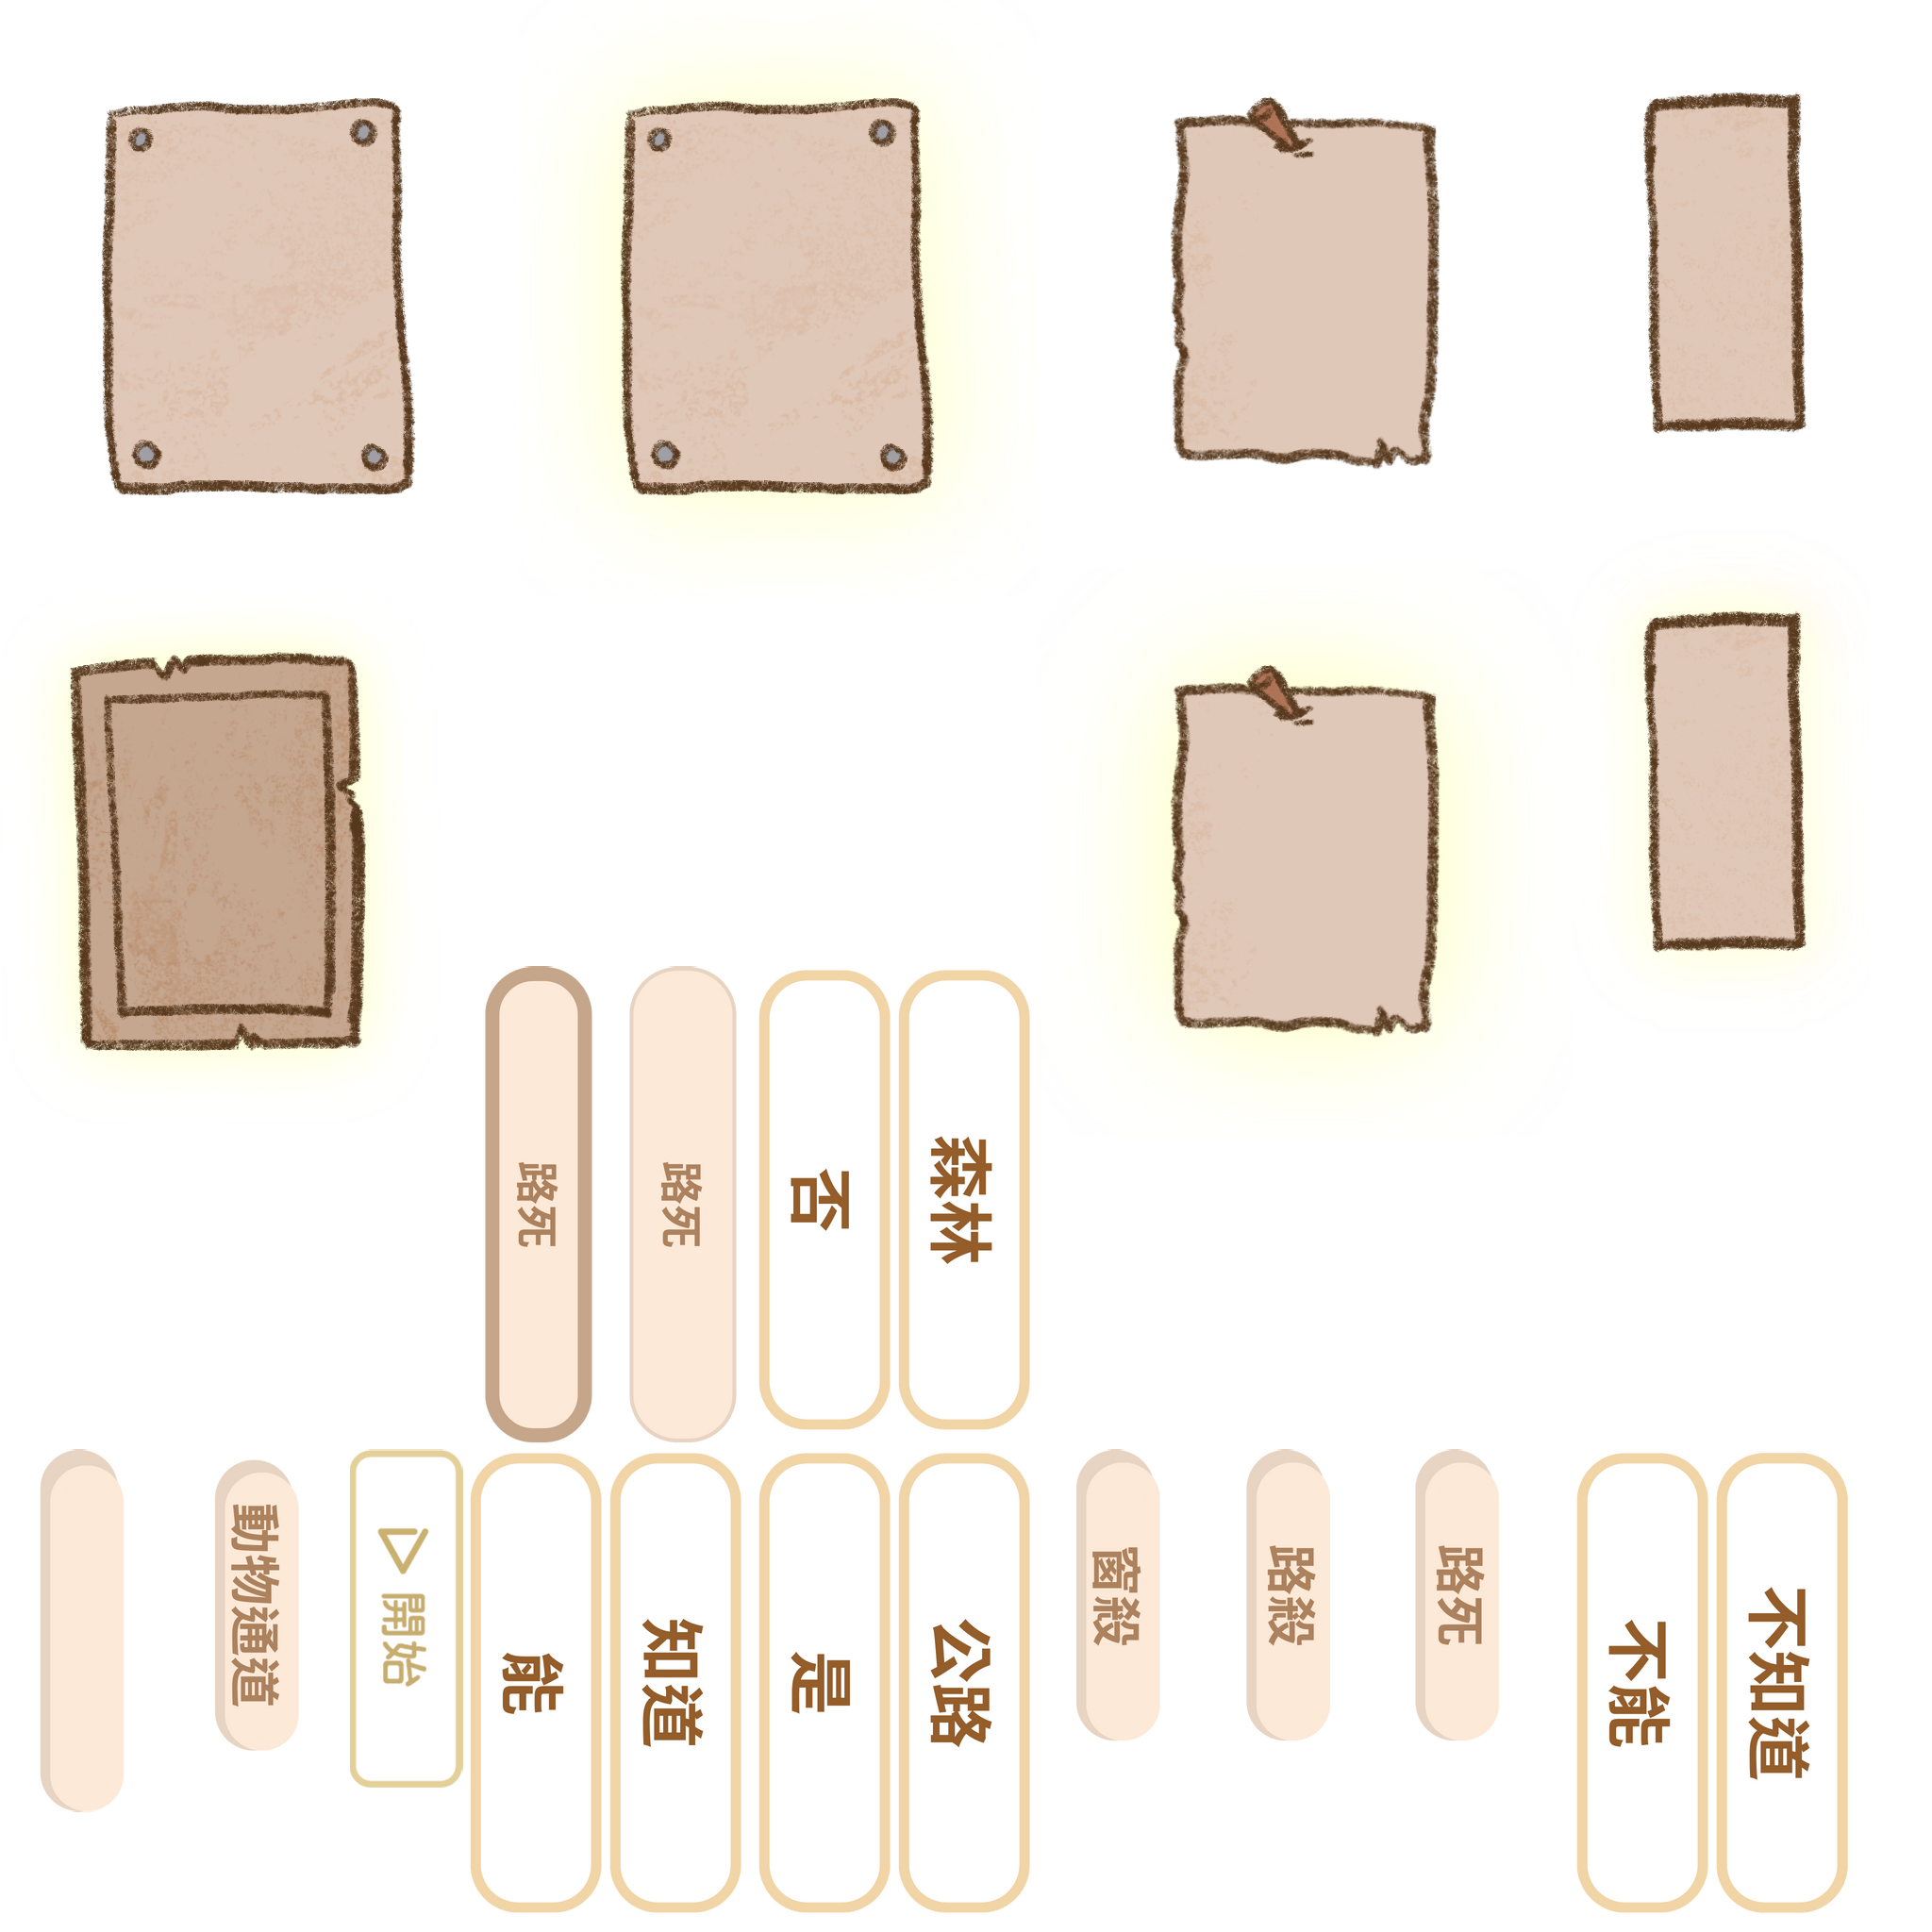 路死
路死
否
森林
動物通道
▷ 開始
能
知道
是
公路
窗殺
路殺
路死
不能
不知道